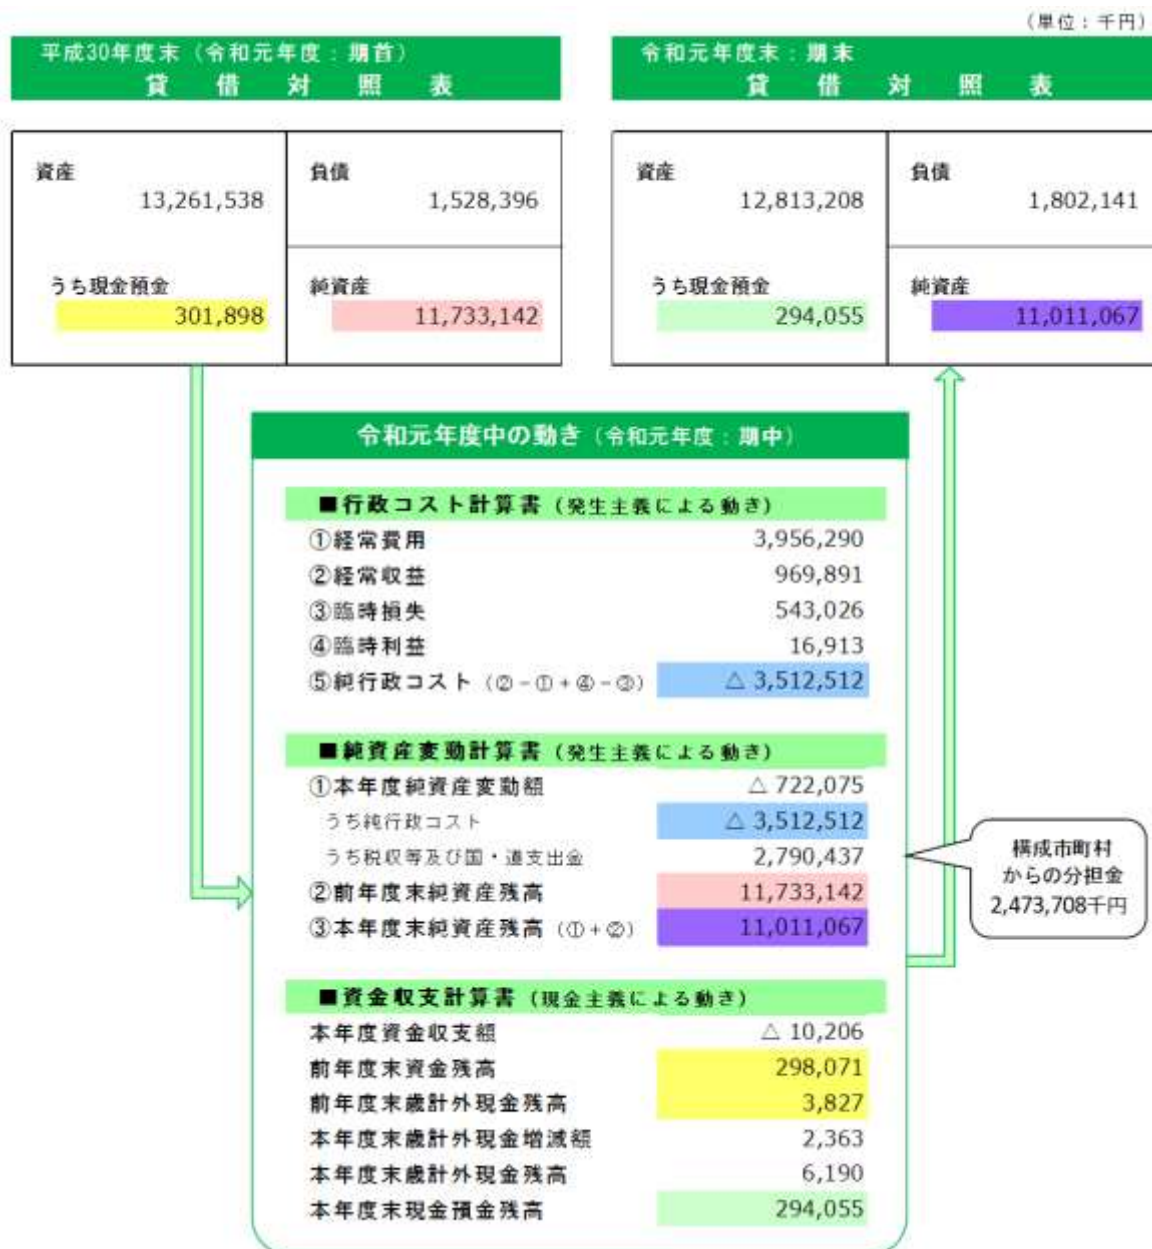 (単位：千円)
平成30年度末（令和元年度：期首）
貸借対照表
資産
13,261,538
負債
1,528,396
うち現金預金
301,898
純資産
11,733,142
令和元年度末：期末
貸借対照表
資産
12,813,208
負債
1,802,141
うち現金預金
294,055
純資産
11,011,067
令和元年度中の動き（令和元年度：期中）
■行政コスト計算書（発生主義による動き）
①経常費用 3,956,290
②経常収益 969,891
③臨時損失 543,026
④臨時利益 16,913
⑤純行政コスト（②－①＋④－③） △ 3,512,512
■純資産変動計算書（発生主義による動き）
①本年度純資産変動額 △ 722,075
うち純行政コスト △ 3,512,512
うち税収等及び国・道支出金 2,790,437
②前年度末純資産残高 11,733,142
③本年度末純資産残高（①＋②） 11,011,067
構成市町村
からの分担金
2,473,708千円
■資金収支計算書（現金主義による動き）
本年度資金収支額 △ 10,206
前年度末資金残高 298,071
前年度末歳計外現金残高 3,827
本年度末歳計外現金増減額 2,363
本年度末歳計外現金残高 6,190
本年度末現金預金残高 294,055